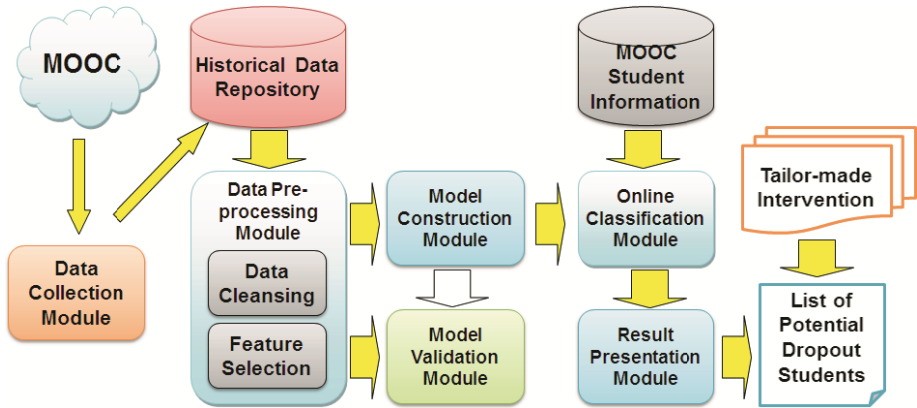 MOOC
Historical Data
Repository
MOOC
Student
Information
Data Pre-
processing
Module
Data
Cleansing
Feature
Selection
Model
Construction
Module
Online
Classification
Module
Tailor-made
Intervention
Data
Collection
Module
Model
Validation
Module
Result
Presentation
Module
List of
Potential
Dropout
Students